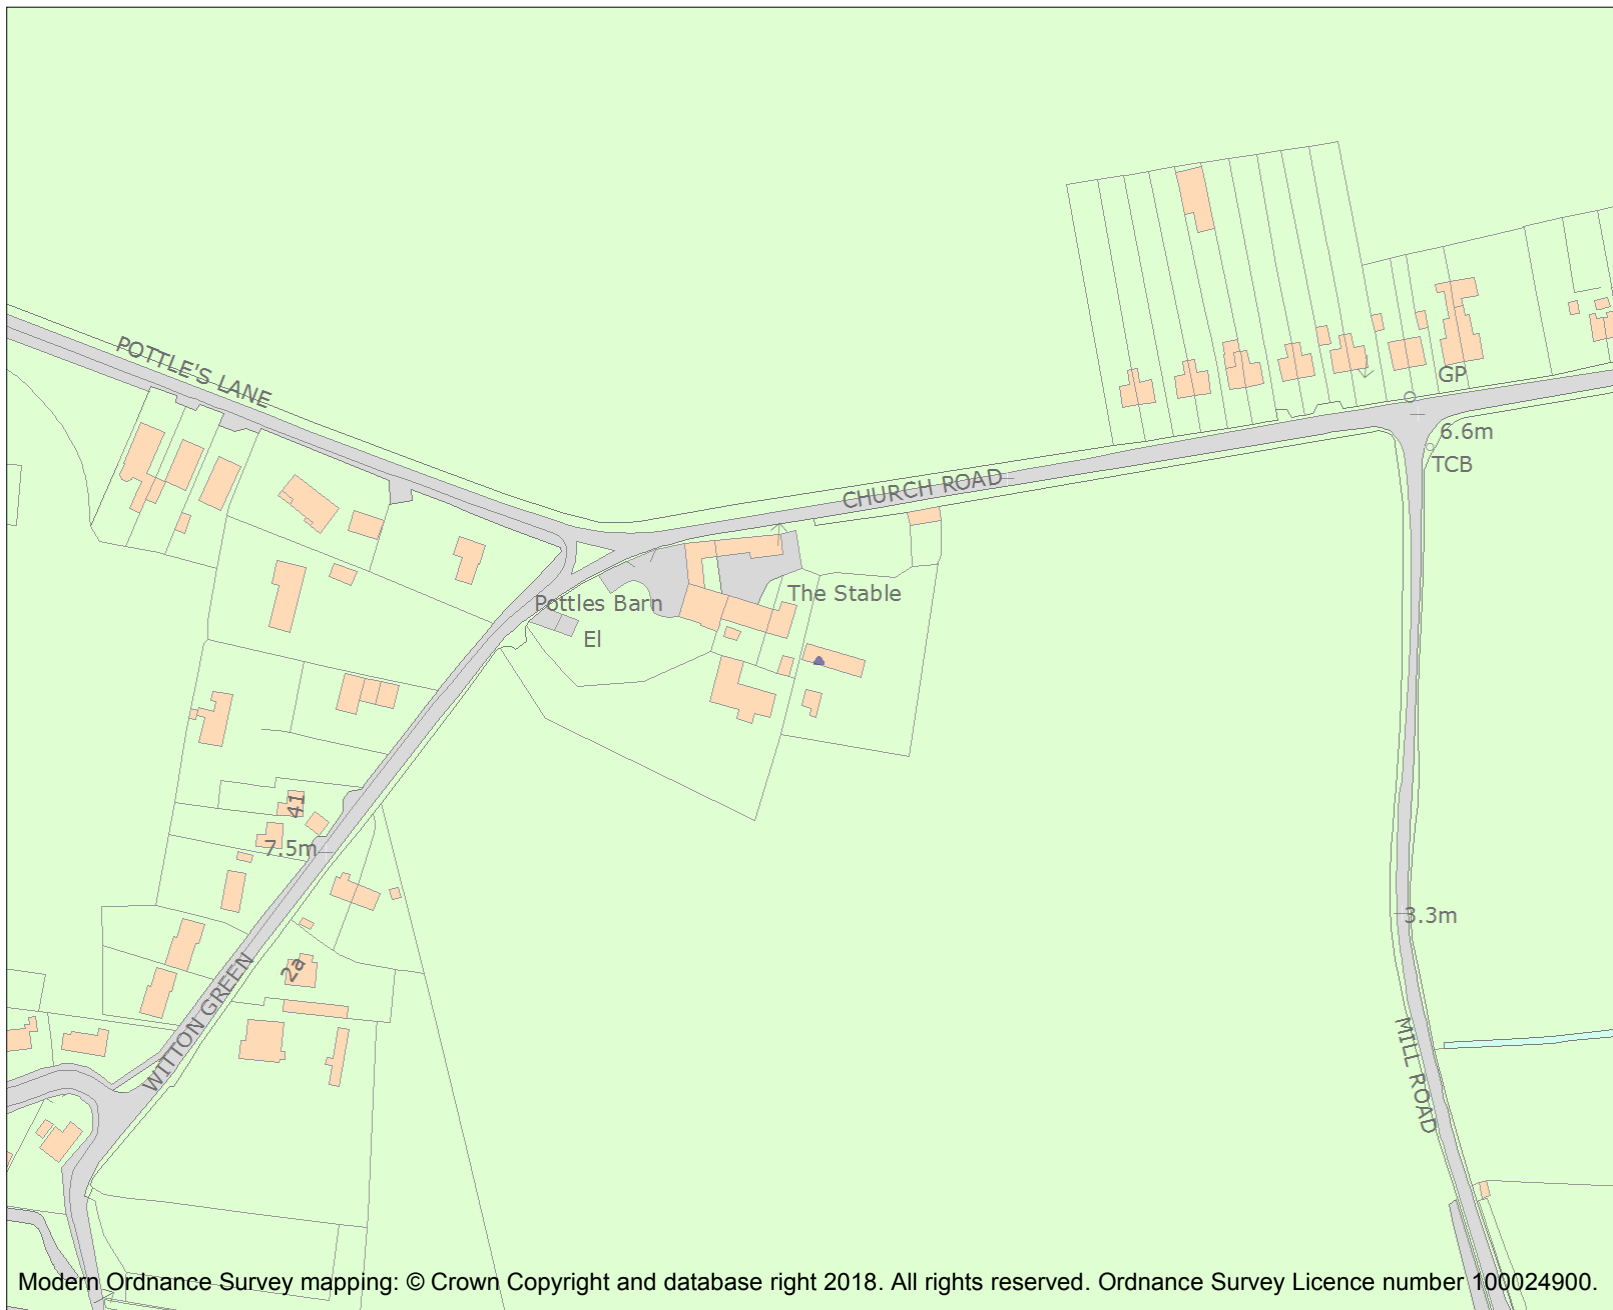 POTTLE'S LANE
GP
6.6m
TCB
CHURCH ROAD
The Stable
Pottles Barn
El
41
7.5m
3.3m
2a
WITTON GREEN
MILL ROAD
Modern Ordnance Survey mapping: © Crown Copyright and database right 2018. All rights reserved. Ordnance Survey Licence number 100024900.